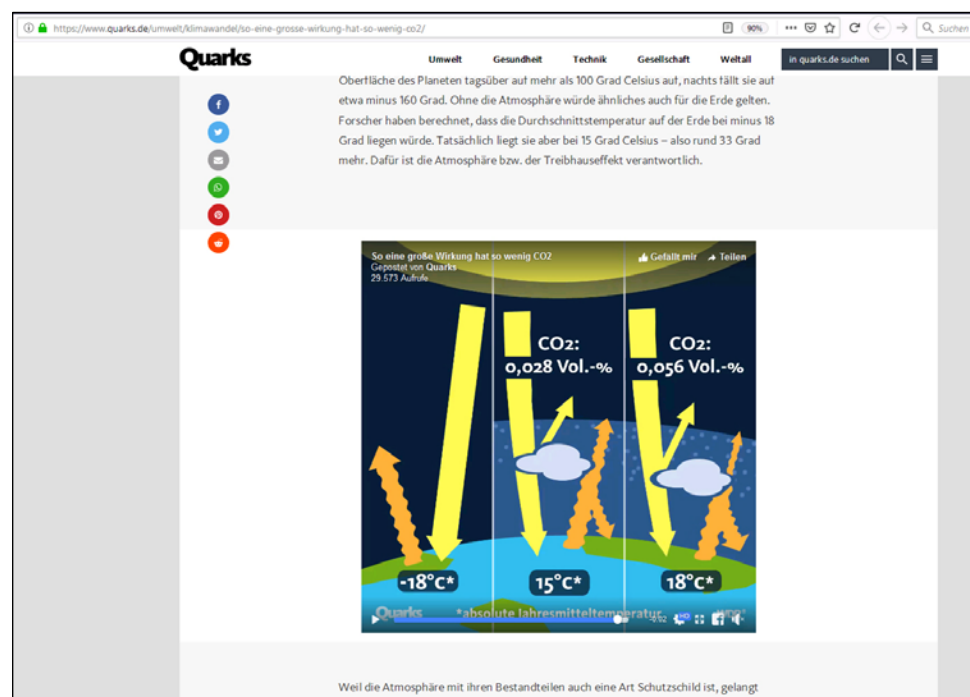 https://www.quarks.de/umwelt/klimawandel/so-eine-grosse-wirkung-hat-so-wenig-co2/
90%
Suchen
Quarks
Umwelt Gesundheit Technik Gesellschaft Weltall
in quarks.de suchen
Oberfläche des Planeten tagsüber auf mehr als 100 Grad Celsius auf, nachts fällt sie auf
etwa minus 160 Grad. Ohne die Atmosphäre würde ähnliches auch für die Erde gelten.
Forscher haben berechnet, dass die Durchschnittstemperatur auf der Erde bei minus 18
Grad liegen würde. Tatsächlich liegt sie aber bei 15 Grad Celsius – also rund 33 Grad
mehr. Dafür ist die Atmosphäre bzw. der Treibhauseffekt verantwortlich.
So eine große Wirkung hat so wenig CO2
Gefällt mir Teilen
Gepostet von Quarks
29.573 Aufrufe
CO2:
0,028 Vol.-%
CO2:
0,056 Vol.-%
-18°C*
15°C*
18°C*
Quarks
*absolute Jahresmitteltemperatur
HD
Weil die Atmosphäre mit ihren Bestandteilen auch eine Art Schutzschild ist, gelangt